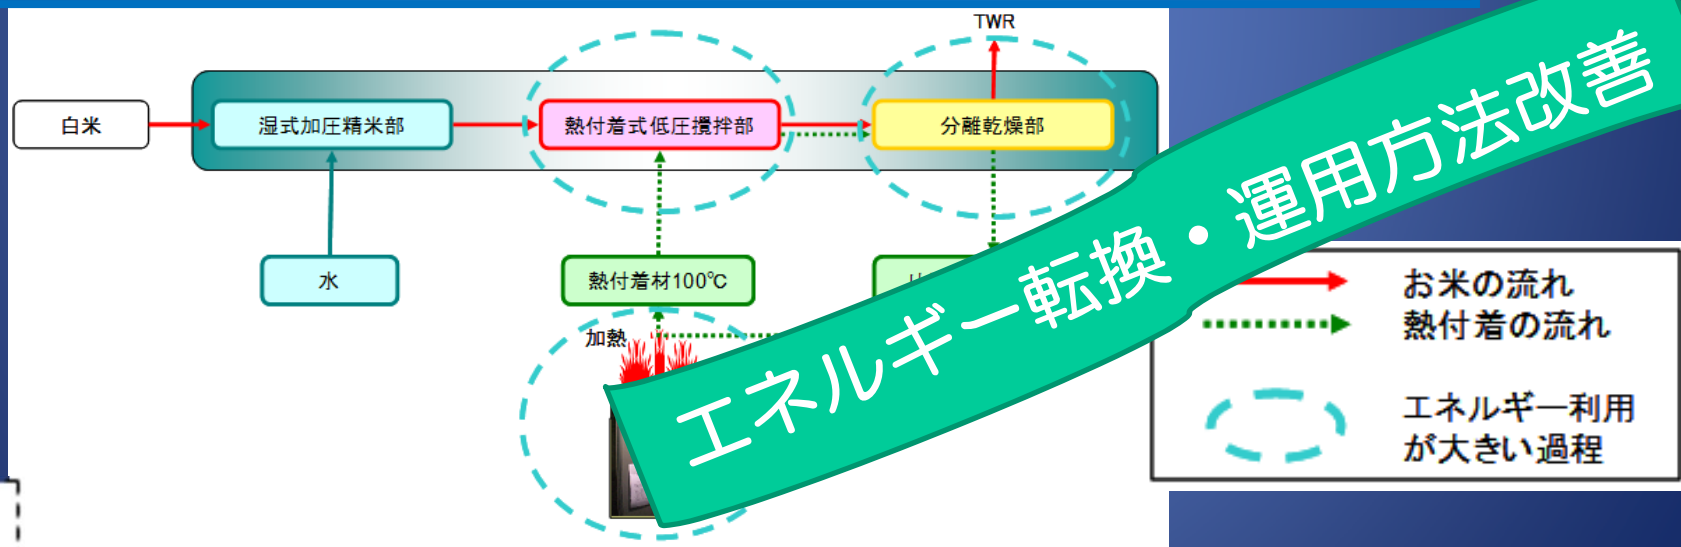 TWR
白米
湿式加圧精米部
熱付着式低圧攪拌部
分離乾燥部
水
熱付着材100℃
加熱
エネルギー転換・運用方法改善
お米の流れ
熱付着の流れ
エネルギー利用
が大きい過程